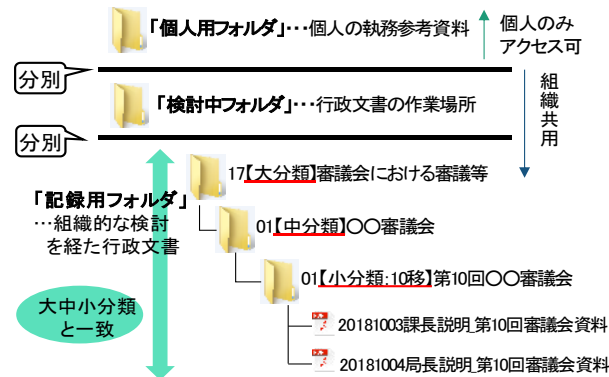 「個人用フォルダ」･･･個人の執務参考資料
個人のみ
アクセス可
分別
「検討中フォルダ」･･･行政文書の作業場所
組織共用
分別
17【大分類】審議会における審議等
「記録用フォルダ」
…組織的な検討
を経た行政文書
01【中分類】〇〇審議会
01【小分類:10移】第10回〇〇審議会
大中小分類
と一致
20181003課長説明_第10回審議会資料
20181004局長説明_第10回審議会資料